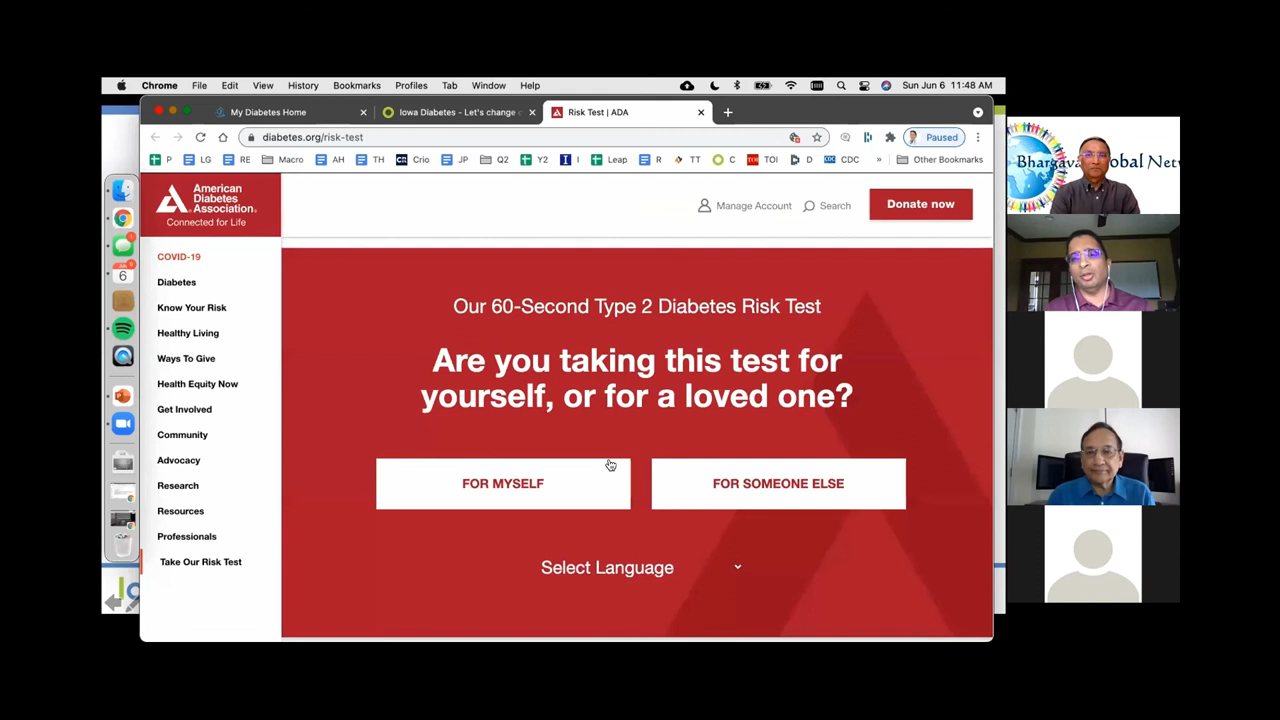 Chrome File Edit View History Bookmarks Profiles Tab Window Help Sun Jun 6 11:48 AM
My Diabetes Home Iowa Diabetes - Let's change Risk Test | ADA
diabetes.org/risk-test Paused
P LG RE Macro AH TH Crio JP Q2 Y2 I Leap R TT C TOI D CDC » Other Bookmarks
American
Diabetes
Association®
Connected for Life
Manage Account Search Donate now
COVID-19
Diabetes
Know Your Risk
Healthy Living
Ways To Give
Health Equity Now
Get Involved
Community
Advocacy
Research
Resources
Professionals
Take Our Risk Test
Our 60-Second Type 2 Diabetes Risk Test
Are you taking this test for
yourself, or for a loved one?
FOR MYSELF FOR SOMEONE ELSE
Select Language
6